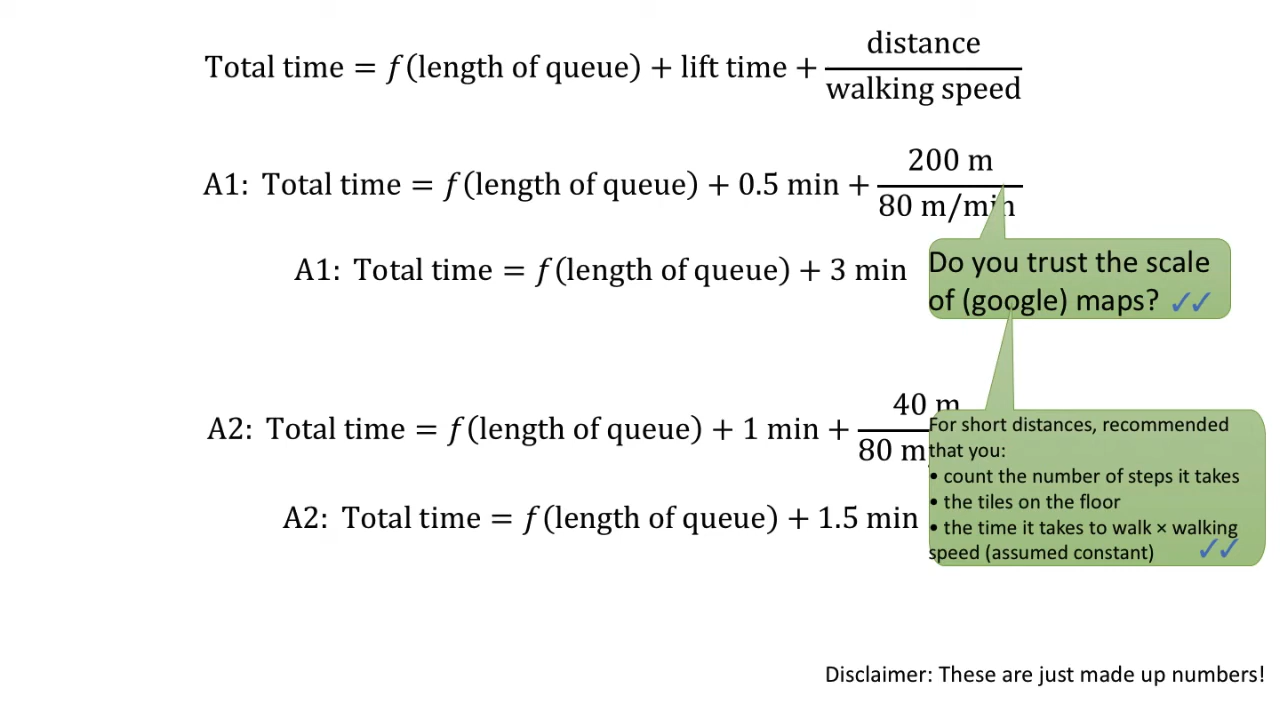 Total time = f(length of queue) + lift time + distance / walking speed
A1: Total time = f(length of queue) + 0.5 min + 200 m / 80 m/min
A1: Total time = f(length of queue) + 3 min
Do you trust the scale
of (google) maps? ✓✓
A2: Total time = f(length of queue) + 1 min + 40 m / 80 m
For short distances, recommended
that you:
• count the number of steps it takes
• the tiles on the floor
• the time it takes to walk × walking
speed (assumed constant) ✓✓
A2: Total time = f(length of queue) + 1.5 min
Disclaimer: These are just made up numbers!